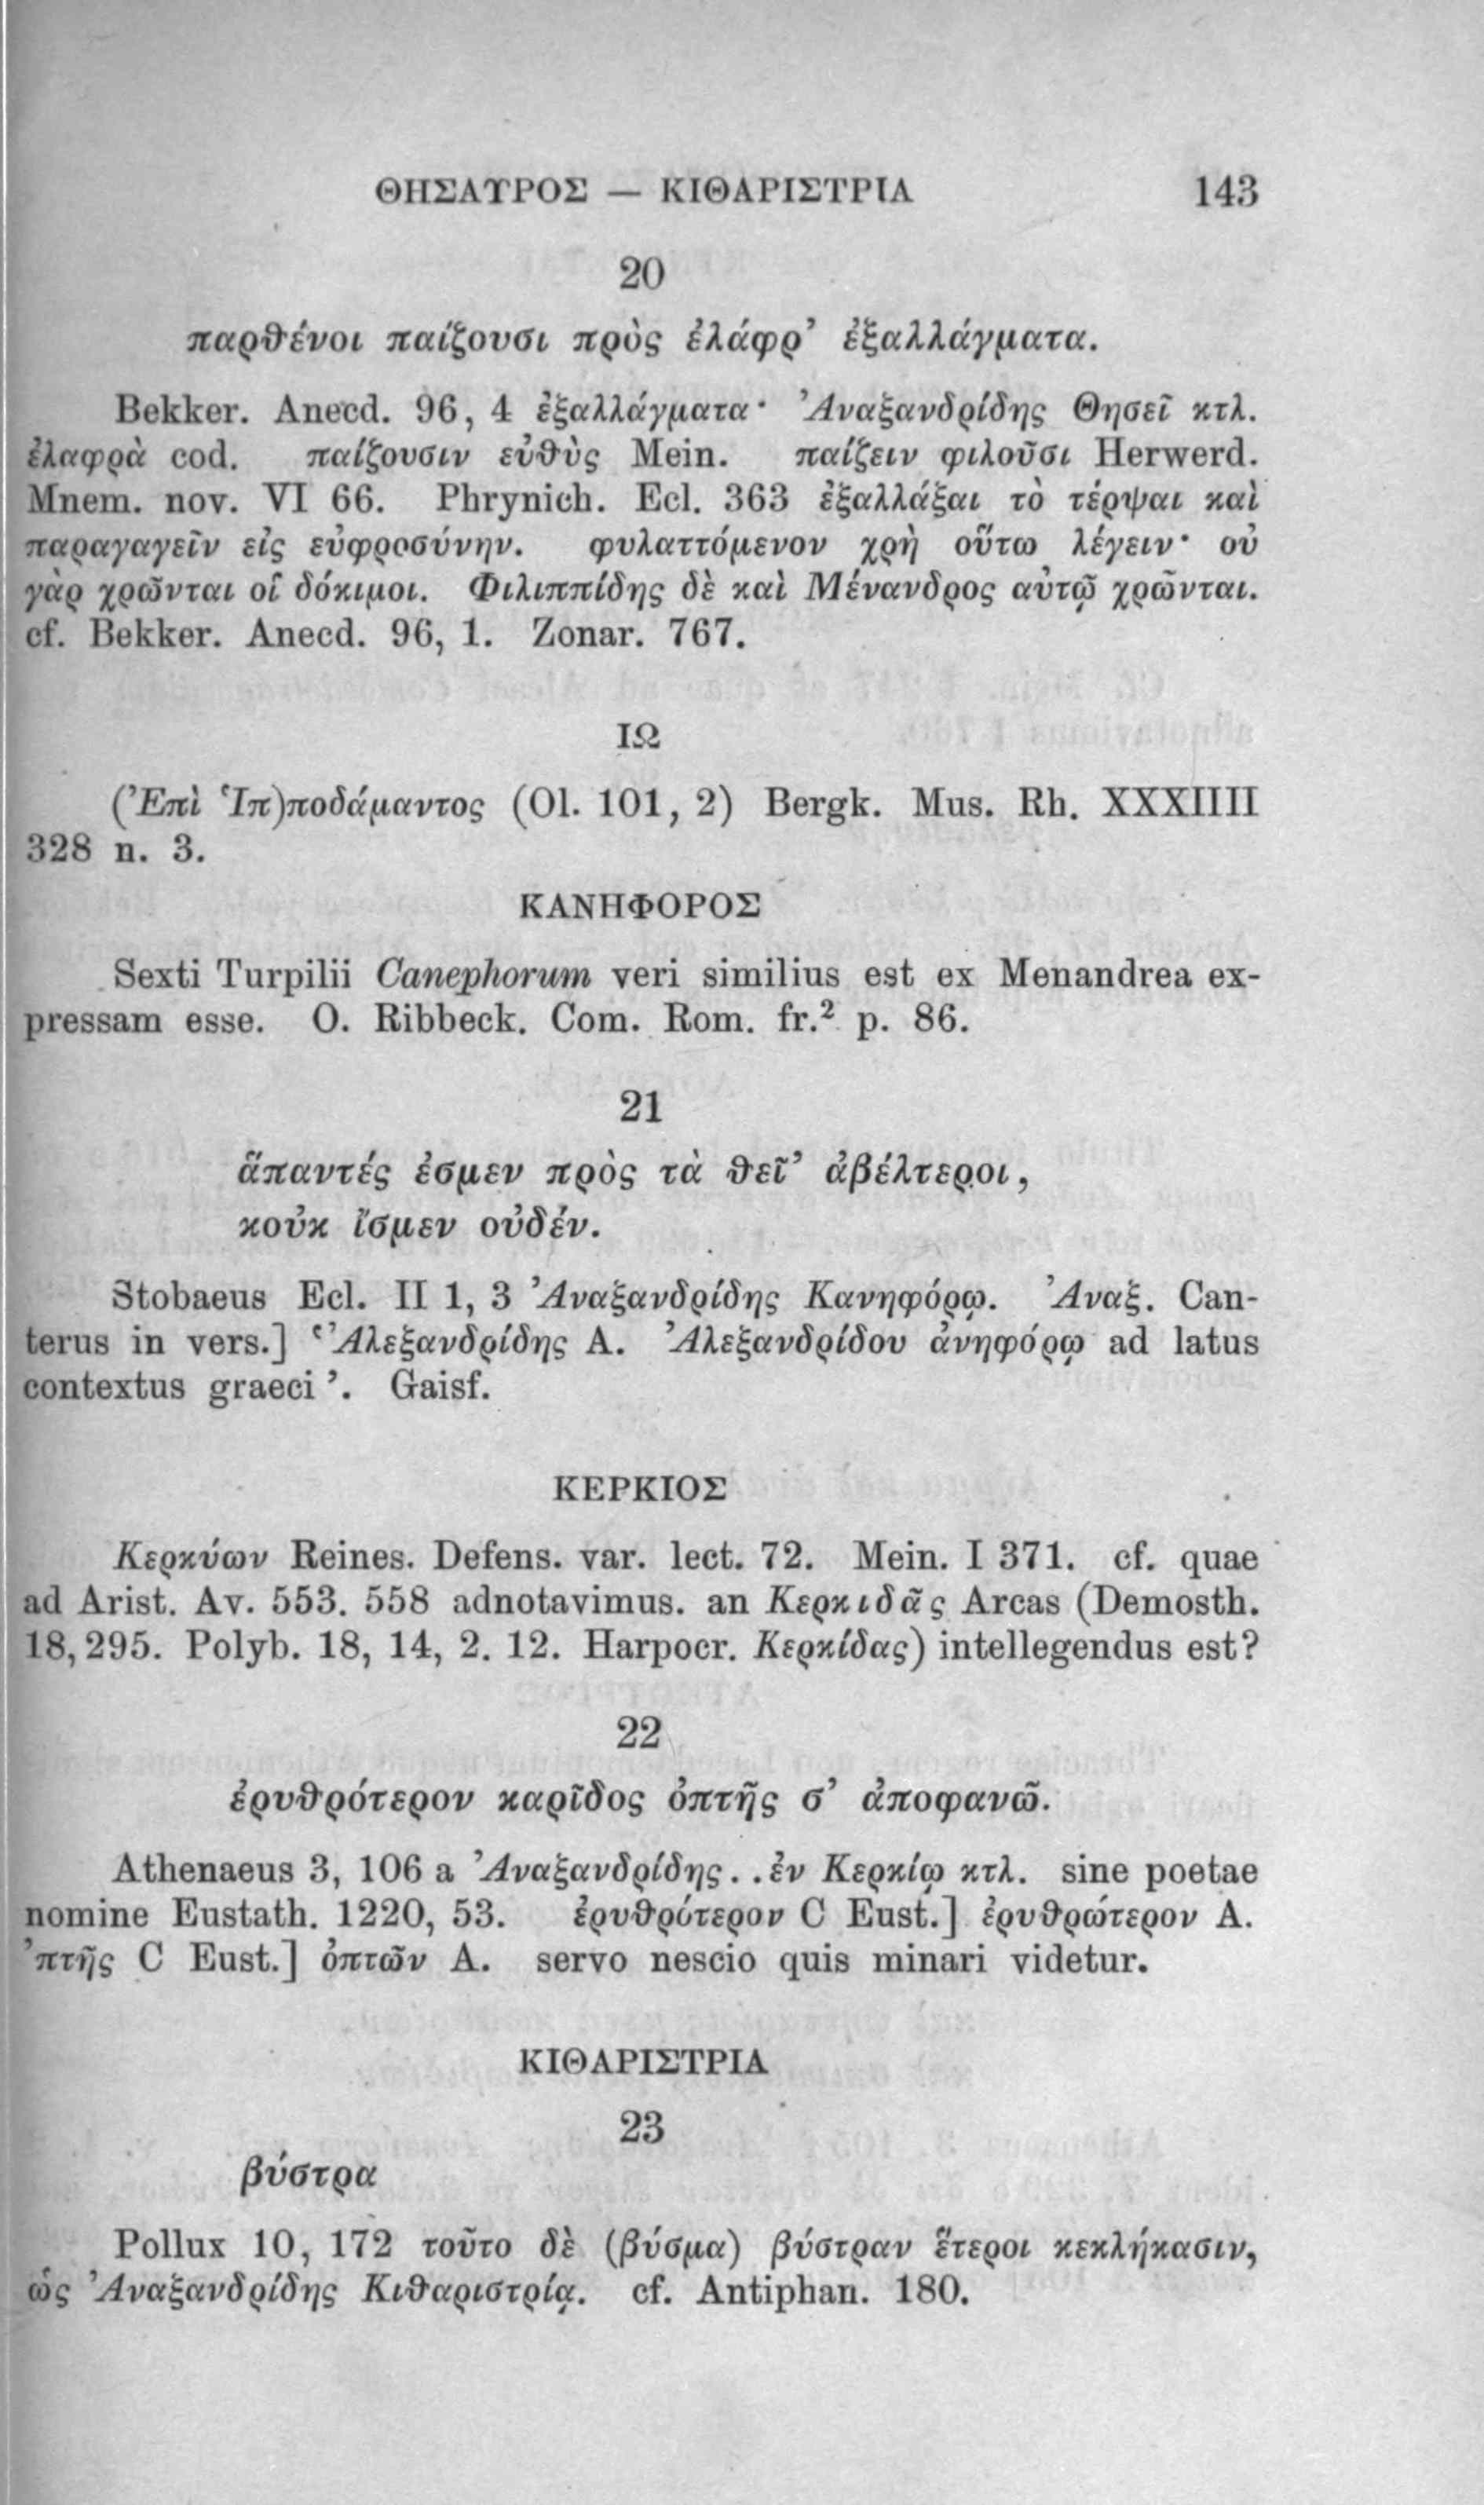 ΘΗΣΑΥΡΟΣ — ΚΙΘΑΡΙΣΤΡΙΑ 143
20
παρθένοι παίζουσι πρὸς ἐλάφρ’ ἐξαλλάγματα.
Bekker. Anecd. 96, 4 ἐξαλλάγματα· Ἀναξανδρίδης Θησεῖ κτλ.
ἐλαφρὰ cod. παίζουσιν εὐθὺς Mein. παίζειν φιλοῦσι Herwerd.
Mnem. nov. VI 66. Phrynich. Ecl. 363 ἐξαλλάξαι τὸ τέρψαι καὶ
παραγαγεῖν εἰς εὐφροσύνην. φυλαττόμενον χρὴ οὕτω λέγειν· οὐ
γὰρ χρῶνται οἱ δόκιμοι. Φιλιππίδης δὲ καὶ Μένανδρος αὐτῷ χρῶνται.
cf. Bekker. Anecd. 96, 1. Zonar. 767.
ΙΩ
(Ἐπὶ Ἱπ)ποδάμαντος (Ol. 101, 2) Bergk. Mus. Rh. XXXIIII
328 n. 3.
ΚΑΝΗΦΟΡΟΣ
Sexti Turpilii Canephorum veri similius est ex Menandrea ex-
pressam esse. O. Ribbeck. Com. Rom. fr.² p. 86.
21
ἅπαντές ἐσμεν πρὸς τὰ θεῖ’ ἀβέλτεροι,
κοὐκ ἴσμεν οὐδέν.
Stobaeus Ecl. II 1, 3 Ἀναξανδρίδης Κανηφόρῳ. Ἀναξ. Can-
terus in vers.] ‘Ἀλεξανδρίδης A. Ἀλεξανδρίδου ἀνηφόρῳ ad latus
contextus graeci’. Gaisf.
ΚΕΡΚΙΟΣ
Κερκύων Reines. Defens. var. lect. 72. Mein. I 371. cf. quae
ad Arist. Av. 553. 558 adnotavimus. an Κερκιδᾶς Arcas (Demosth.
18, 295. Polyb. 18, 14, 2. 12. Harpocr. Κερκίδας) intellegendus est?
22
ἐρυθρότερον καρῖδος ὀπτῆς σ’ ἀποφανῶ.
Athenaeus 3, 106 a Ἀναξανδρίδης . . ἐν Κερκίῳ κτλ. sine poetae
nomine Eustath. 1220, 53. ἐρυθρότερον C Eust.] ἐρυθρώτερον A.
’πτῆς C Eust.] ὀπτῶν A. servo nescio quis minari videtur.
ΚΙΘΑΡΙΣΤΡΙΑ
23
βύστρα
Pollux 10, 172 τοῦτο δὲ (βύσμα) βύστραν ἕτεροι κεκλήκασιν,
ὡς Ἀναξανδρίδης Κιθαριστρίᾳ. cf. Antiphan. 180.